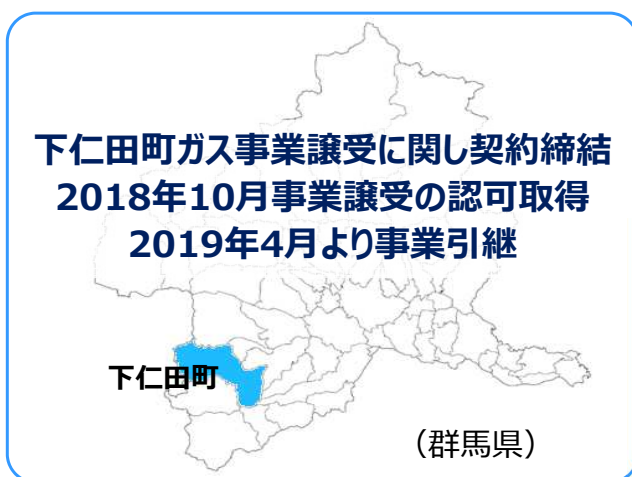 下仁田町ガス事業譲受に関し契約締結
2018年10月事業譲受の認可取得
2019年4月より事業引継
下仁田町
（群馬県）